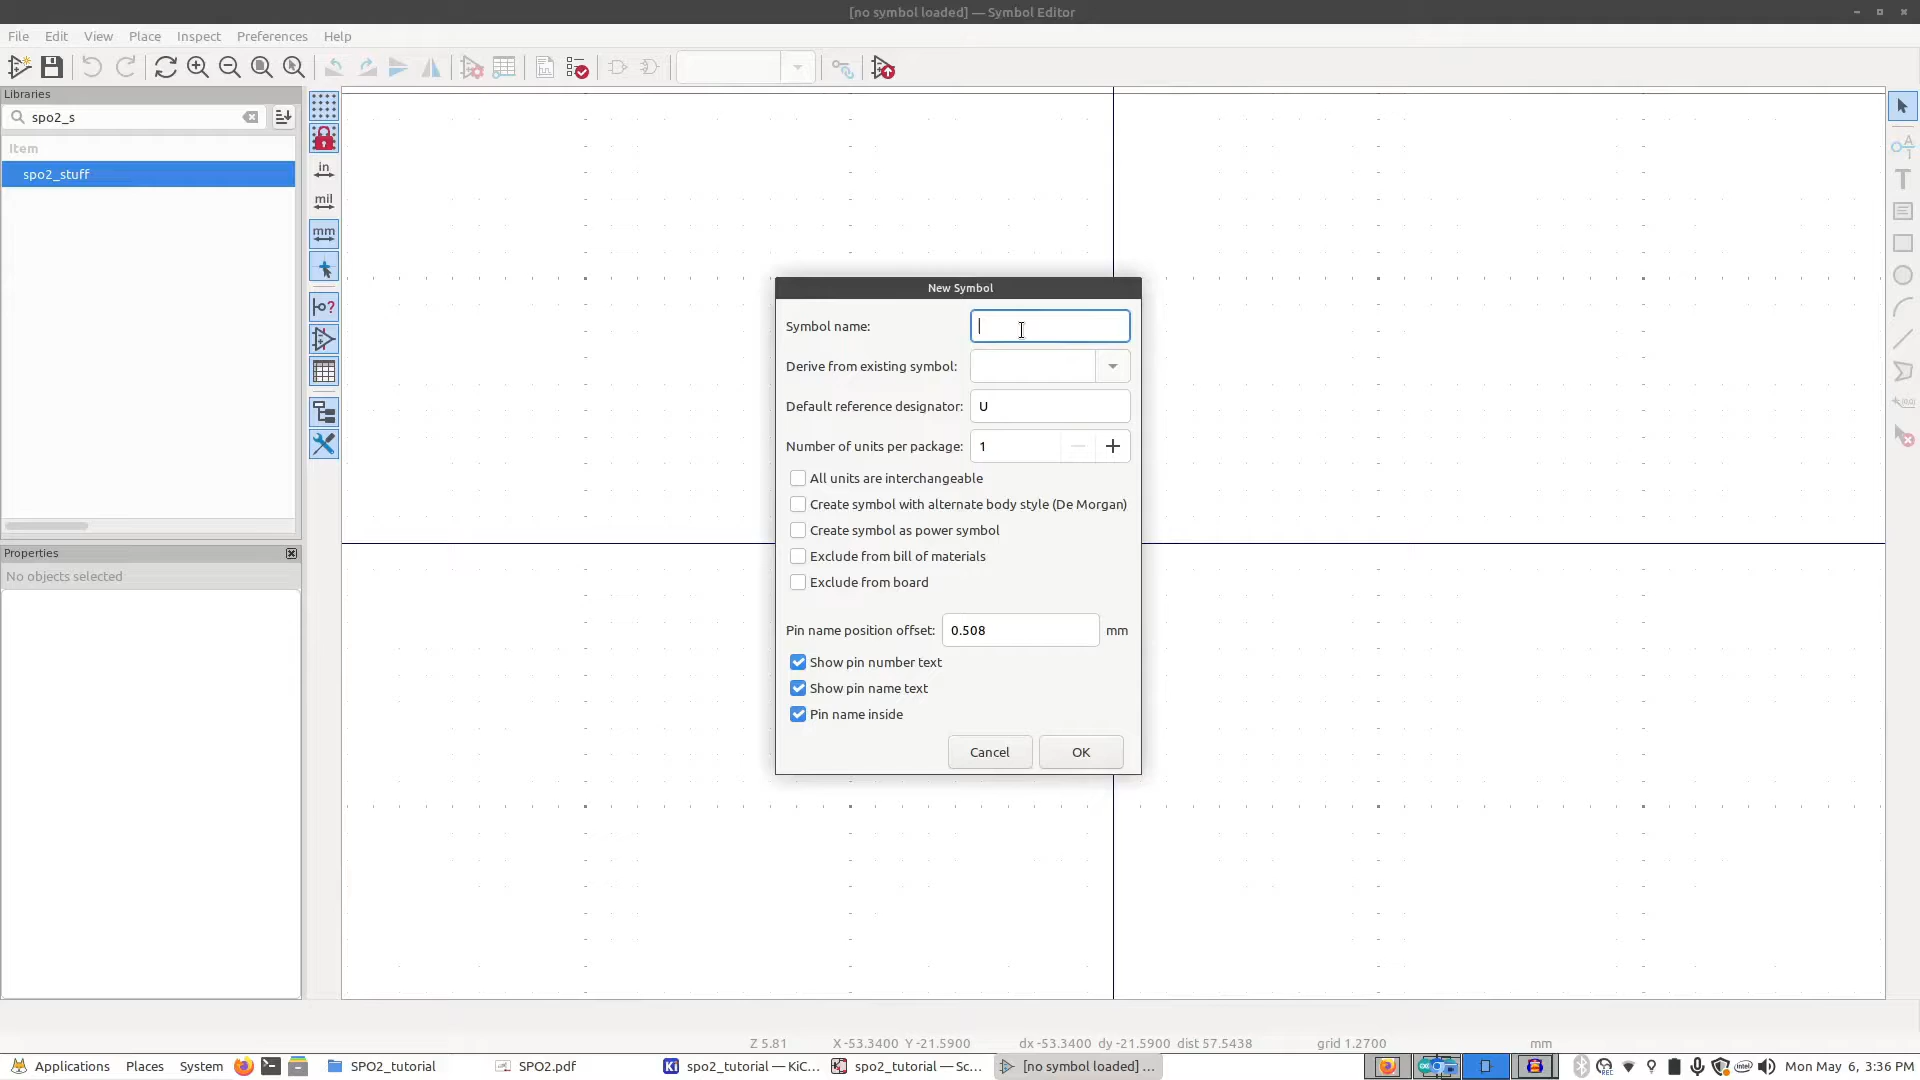 [no symbol loaded] — Symbol Editor
File Edit View Place Inspect Preferences Help
Libraries
spo2_s
Item
spo2_stuff
in
mil
mm
Properties
No objects selected
New Symbol
Symbol name:
Derive from existing symbol:
Default reference designator: U
Number of units per package: 1
All units are interchangeable
Create symbol with alternate body style (De Morgan)
Create symbol as power symbol
Exclude from bill of materials
Exclude from board
Pin name position offset: 0.508 mm
Show pin number text
Show pin name text
Pin name inside
Cancel OK
Z 5.81 X -53.3400 Y -21.5900 dx -53.3400 dy -21.5900 dist 57.5438 grid 1.2700 mm
Applications Places System SPO2_tutorial SPO2.pdf spo2_tutorial — KiC... spo2_tutorial — Sc... [no symbol loaded] ... Mon May 6, 3:36 PM